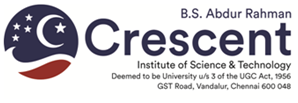 B.S. Abdur Rahman
Crescent
Institute of Science & Technology
Deemed to be University u/s 3 of the UGC Act, 1956
GST Road, Vandalur, Chennai 600 048